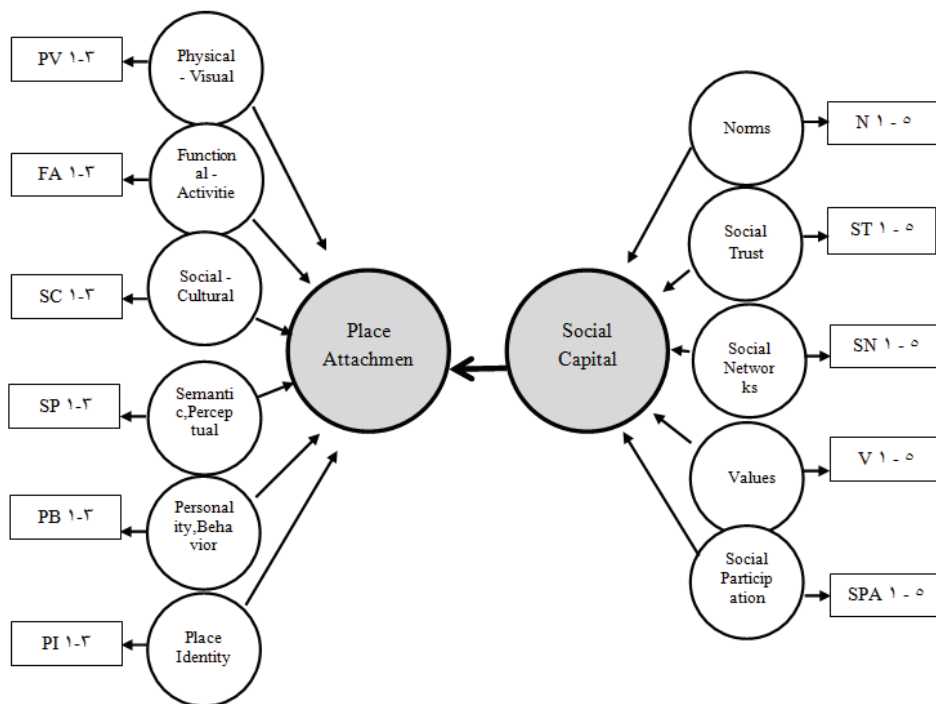 PV ۱-۳
Physical
- Visual
FA ۱-۳
Function
al -
Activitie
SC ۱-۳
Social -
Cultural
SP ۱-۳
Semanti
c,Percep
tual
PB ۱-۳
Personal
ity,Beha
vior
PI ۱-۳
Place
Identity
Place
Attachmen
Social
Capital
Norms
N ۱-۵
Social
Trust
ST ۱-۵
Social
Networ
ks
SN ۱-۵
Values
V ۱-۵
Social
Particip
ation
SPA ۱-۵